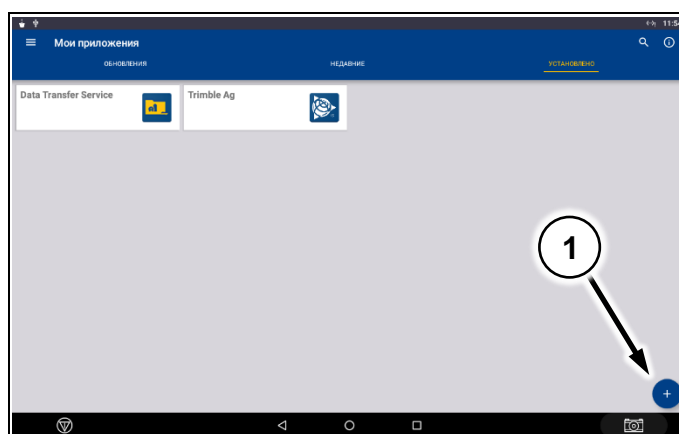 11:54
Мои приложения
ОБНОВЛЕНИЯ
НЕДАВНИЕ
УСТАНОВЛЕНО
Data Transfer Service
Trimble Ag
1